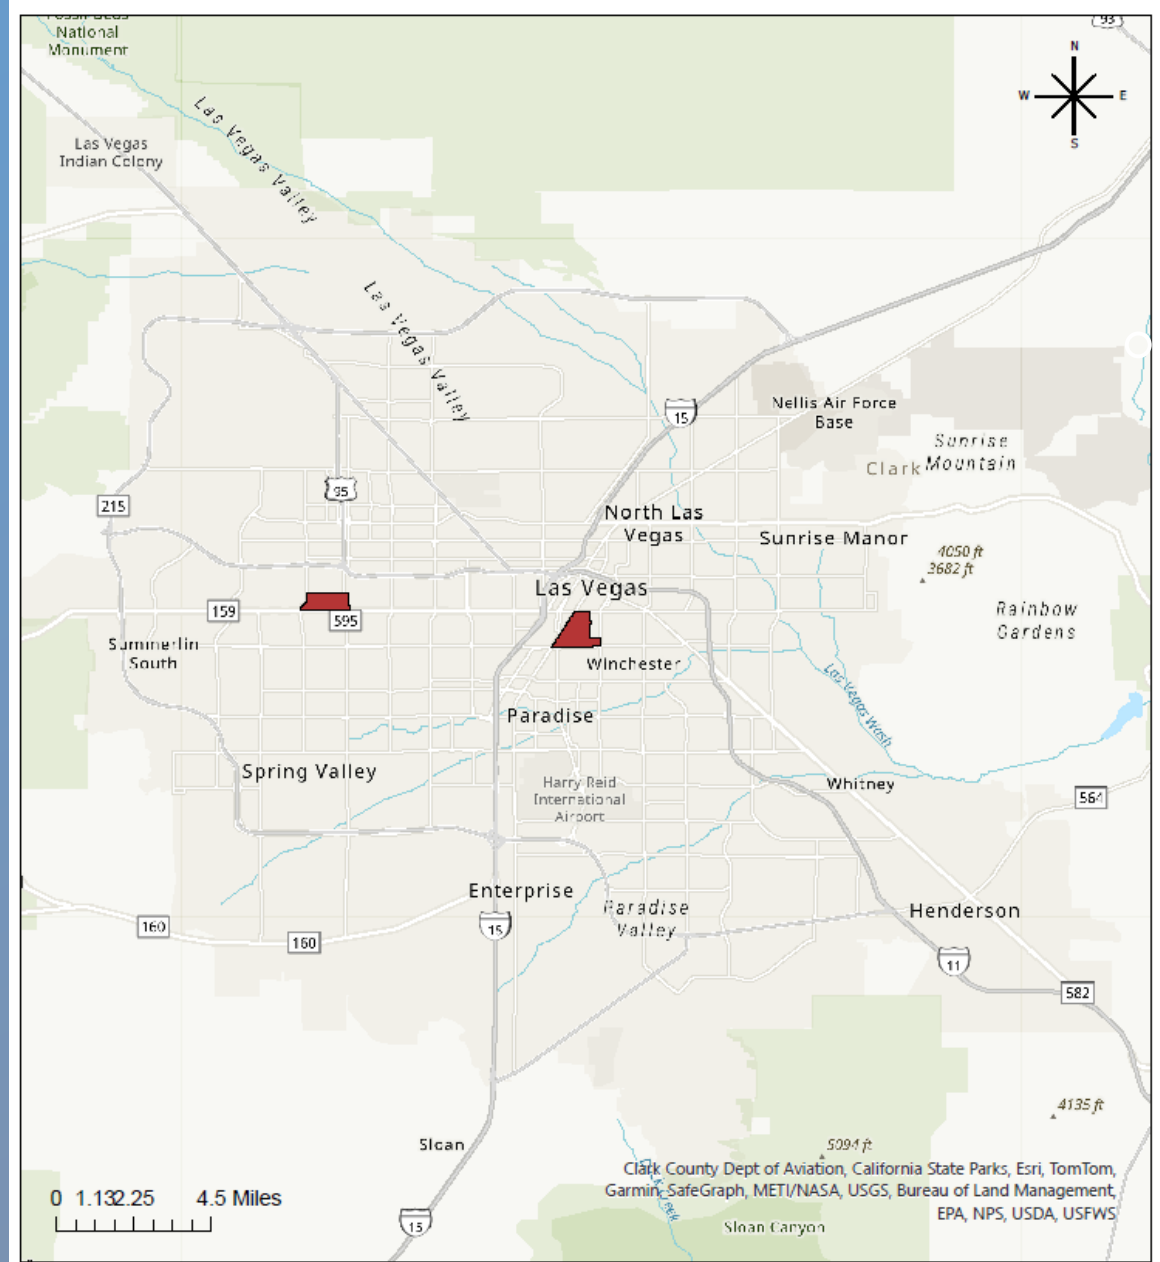 National
Monument
93
N
W E
S
Las Vegas Valley
Las Vegas
Indian Colony
Las Vegas Valley
15
Nellis Air Force
Base
Sunrise
Mountain
Clark
95
215
North Las
Vegas
Sunrise Manor
4050 ft
3682 ft
Las Vegas
159
595
Rainbow
Gardens
Summerlin
South
Winchester
Las Vegas Wash
Paradise
Spring Valley
Harry Reid
International
Airport
Whitney
564
Enterprise
Paradise
Valley
Henderson
160
160
15
11
582
4135 ft
Sloan
5094 ft
Clark County Dept of Aviation, California State Parks, Esri, TomTom,
Garmin, SafeGraph, METI/NASA, USGS, Bureau of Land Management,
EPA, NPS, USDA, USFWS
0 1.132.25 4.5 Miles
15
Sloan Canyon